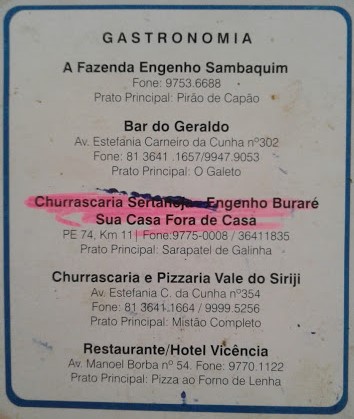 GASTRONOMIA
A Fazenda Engenho Sambaquim
Fone: 9753.6688
Prato Principal: Pirão de Capão
Bar do Geraldo
Av. Estefânia Carneiro da Cunha nº302
Fone: 81 3641 .1657/9947.9053
Prato Principal: O Galeto
Churrascaria Sertaneja - Engenho Buraré
Sua Casa Fora de Casa
PE 74, Km 11| Fone:9775-0008 / 36411835
Prato Principal: Sarapatel de Galinha
Churrascaria e Pizzaria Vale do Siriji
Av. Estefania C. da Cunha nº354
Fone: 81 3641.1664 / 9999.5256
Prato Principal: Mistão Completo
Restaurante/Hotel Vicência
Av. Manoel Borba nº 54. Fone: 9770.1122
Prato Principal: Pizza ao Forno de Lenha